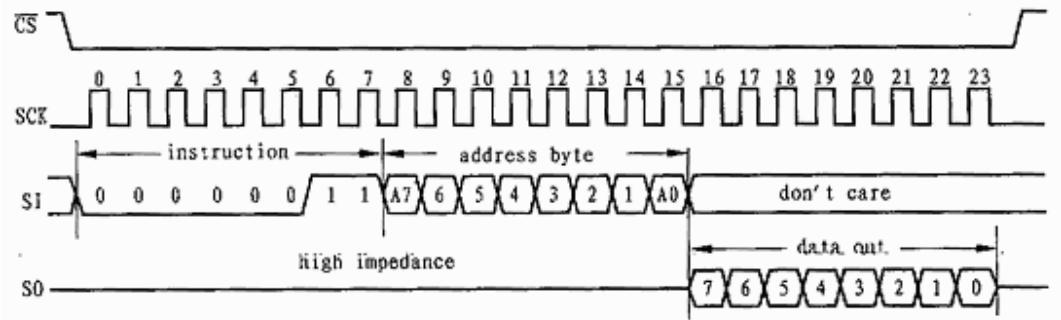 CS
0 1 2 3 4 5 6 7 8 9 10 11 12 13 14 15 16 17 18 19 20 21 22 23
SCK
instruction address byte
SI 0 0 0 0 0 0 1 1 A7 6 5 4 3 2 1 A0 don't care
high impedance data out
SO 7 6 5 4 3 2 1 0